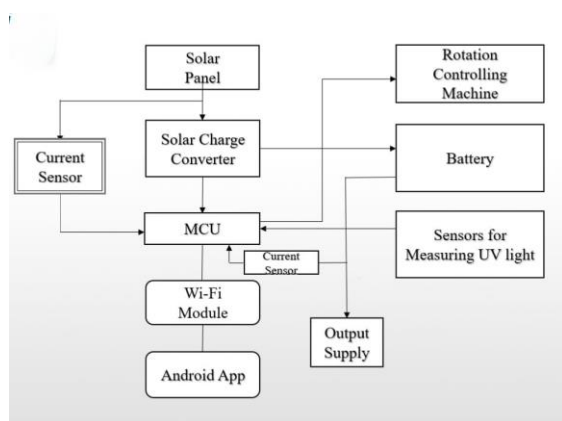 Solar
Panel
Rotation
Controlling
Machine
Current
Sensor
Solar Charge
Converter
Battery
MCU
Sensors for
Measuring UV light
Current
Sensor
Wi-Fi
Module
Output
Supply
Android App